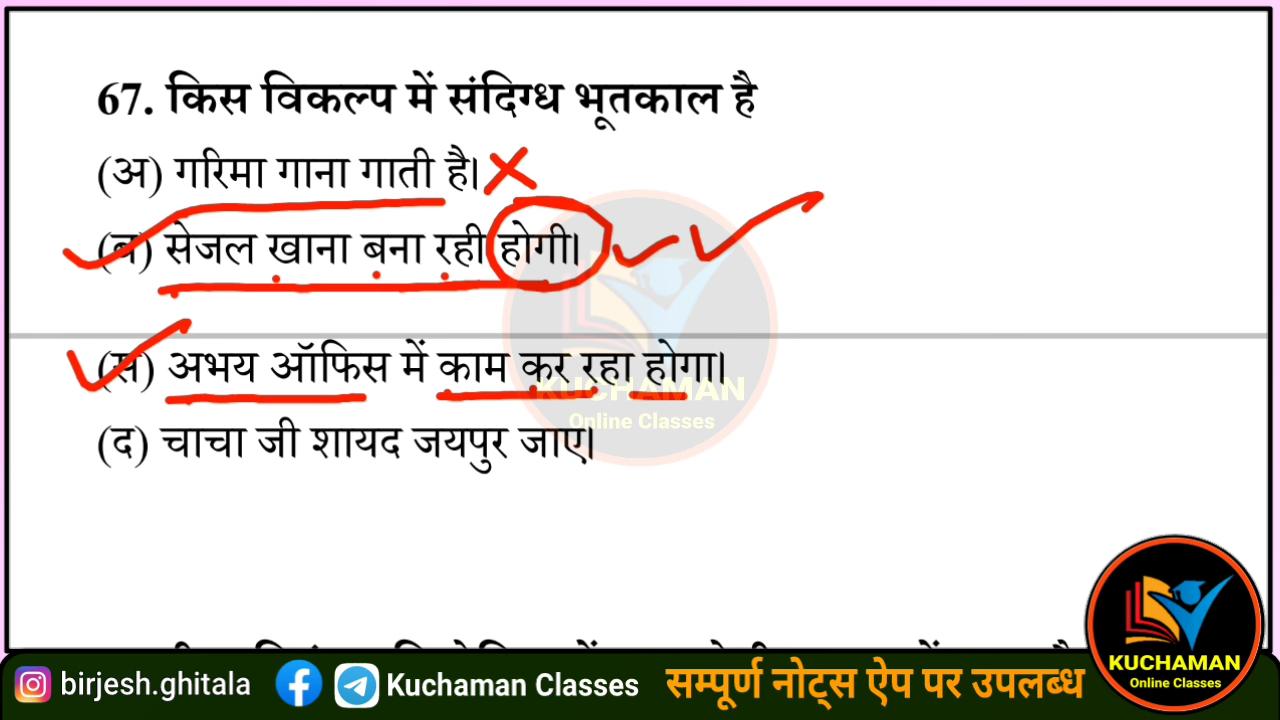 67. किस विकल्प में संदिग्ध भूतकाल है
(अ) गरिमा गाना गाती है।
(ब) सेजल खाना बना रही होगी।
(स) अभय ऑफिस में काम कर रहा होगा।
KUCHAMAN
Online Classes
(द) चाचा जी शायद जयपुर जाए।
KUCHAMAN
Online Classes
birjesh.ghitala
Kuchaman Classes
सम्पूर्ण नोट्स ऐप पर उपलब्ध